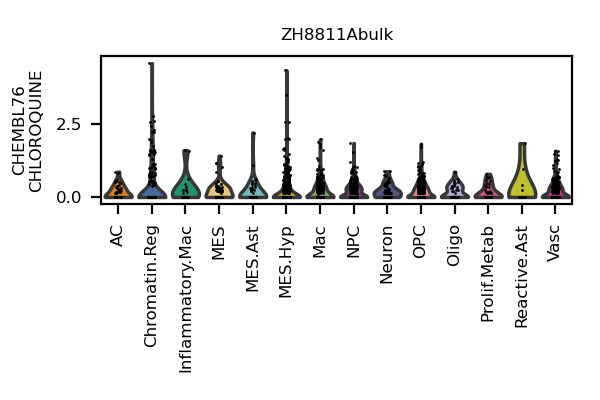 ZH8811Abulk
CHEMBL76
CHLOROQUINE
2.5
0.0
AC
Chromatin.Reg
Inflammatory.Mac
MES
MES.Ast
MES.Hyp
Mac
NPC
Neuron
OPC
Oligo
Prolif.Metab
Reactive.Ast
Vasc